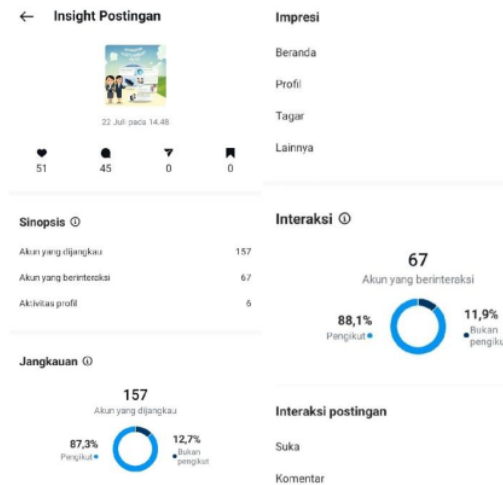 Insight Postingan
22 Juli pada 14.48
51 45 0 0
Sinopsis
Akun yang dijangkau 157
Akun yang berinteraksi 67
Aktivitas profil 6
Jangkauan
157
Akun yang dijangkau
87,3%
Pengikut
12,7%
Bukan
pengikut
Impresi
Beranda
Profil
Tagar
Lainnya
Interaksi
67
Akun yang berinteraksi
88,1%
Pengikut
11,9%
Bukan
pengiku
Interaksi postingan
Suka
Komentar